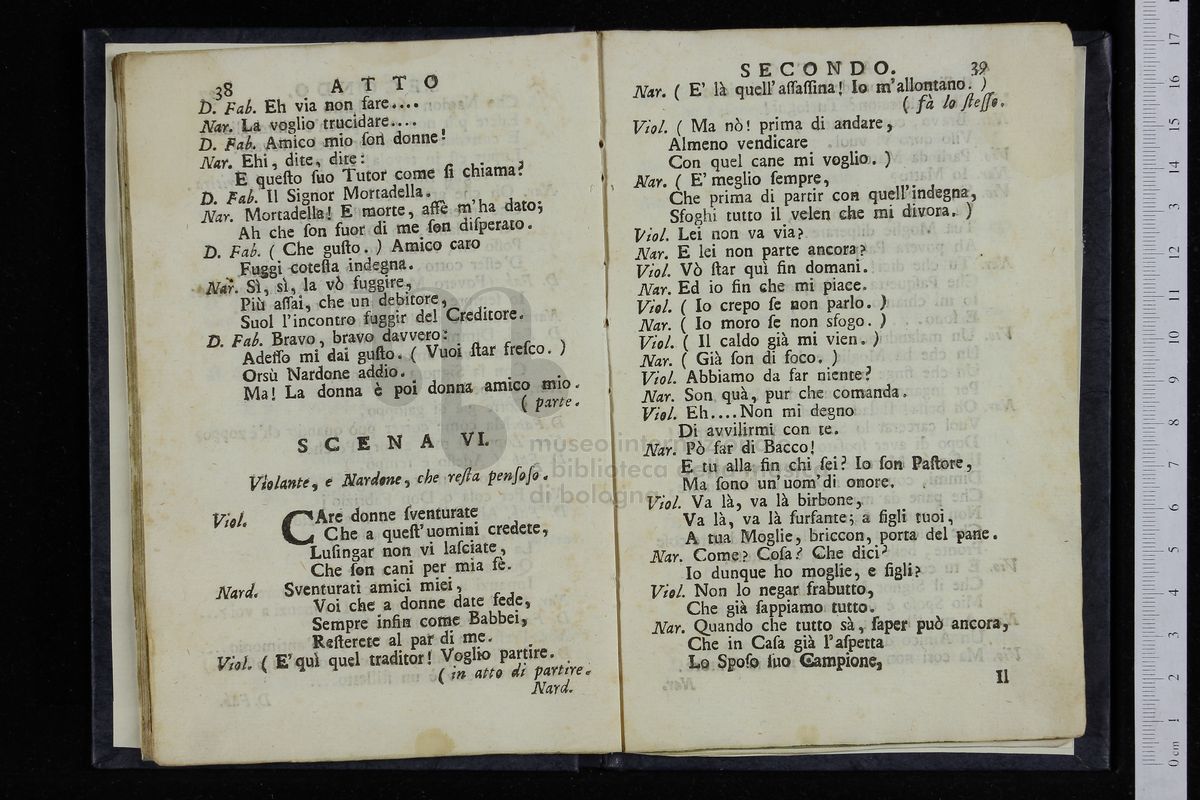 38 A T T O
D. Fab. Eh via non fare....
Nar. La voglio trucidare....
D. Fab. Amico mio ſon donne!
Nar. Ehi, dite, dite:
E queſto ſuo Tutor come ſi chiama?
D. Fab. Il Signor Mortadella.
Nar. Mortadella! E morte, affè m'ha dato;
Ah che ſon fuor di me ſon diſperato.
D. Fab. ( Che guſto. ) Amico caro
Fuggi coteſta indegna.
Nar. Sì, sì, la vò fuggire,
Più aſſai, che un debitore,
Suol l'incontro fuggir del Creditore.
D. Fab. Bravo, bravo davvero:
Adeſſo mi dai guſto. ( Vuoi ſtar freſco. )
Orsù Nardone addio.
Ma! La donna è poi donna amico mio.
( parte.
S C E N A VI.
Violante, e Nardone, che reſta penſoſo.
Viol. CAre donne ſventurate
Che a queſt'uomini credete,
Luſingar non vi laſciate,
Che ſon cani per mia fè.
Nard. Sventurati amici miei,
Voi che a donne date fede,
Sempre infin come Babbei,
Reſterete al par di me.
Viol. ( E' quì quel traditor! Voglio partire.
( in atto di partire.
Nard.
SECONDO. 39
Nar. ( E' là quell'aſſaſſina! Io m'allontano. )
( fà lo ſteſſo.
Viol. ( Ma nò! prima di andare,
Almeno vendicare
Con quel cane mi voglio. )
Nar. ( E' meglio ſempre,
Che prima di partir con quell'indegna,
Sfoghi tutto il velen che mi divora. )
Viol. Lei non va via?
Nar. E lei non parte ancora?
Viol. Vò ſtar quì fin domani.
Nar. Ed io fin che mi piace.
Viol. ( Io crepo ſe non parlo. )
Nar. ( Io moro ſe non sfogo. )
Viol. ( Il caldo già mi vien. )
Nar. ( Già ſon di foco. )
Viol. Abbiamo da far niente?
Nar. Son quà, pur che comanda.
Viol. Eh....Non mi degno
Di avvilirmi con te.
Nar. Pò far di Bacco!
E tu alla fin chi ſei? Io ſon Paſtore,
Ma ſono un'uom'di onore.
Viol. Va là, va là birbone,
Va là, va là furfante; a figli tuoi,
A tua Moglie, briccon, porta del pane.
Nar. Come? Coſa? Che dici?
Io dunque ho moglie, e figli?
Viol. Non lo negar frabutto,
Che già ſappiamo tutto.
Nar. Quando che tutto sà, ſaper può ancora,
Che in Caſa già l'aſpetta
Lo Spoſo ſuo Campione,
Il
museo internazionale
e biblioteca della musica
di bologna